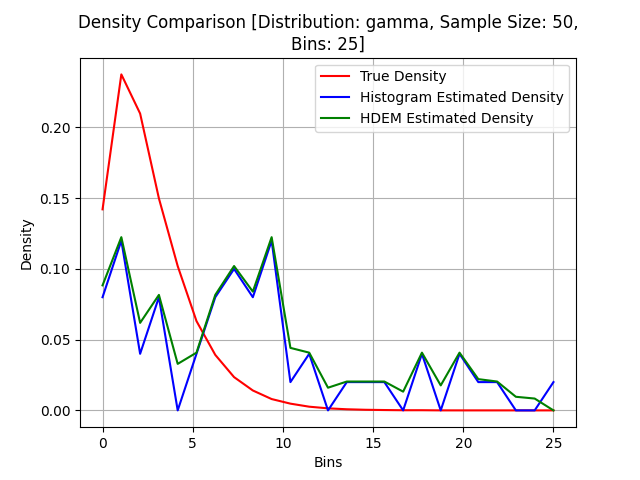 Density Comparison [Distribution: gamma, Sample Size: 50,
Bins: 25]
True Density
Histogram Estimated Density
HDEM Estimated Density
Density
0.20
0.15
0.10
0.05
0.00
0 5 10 15 20 25
Bins